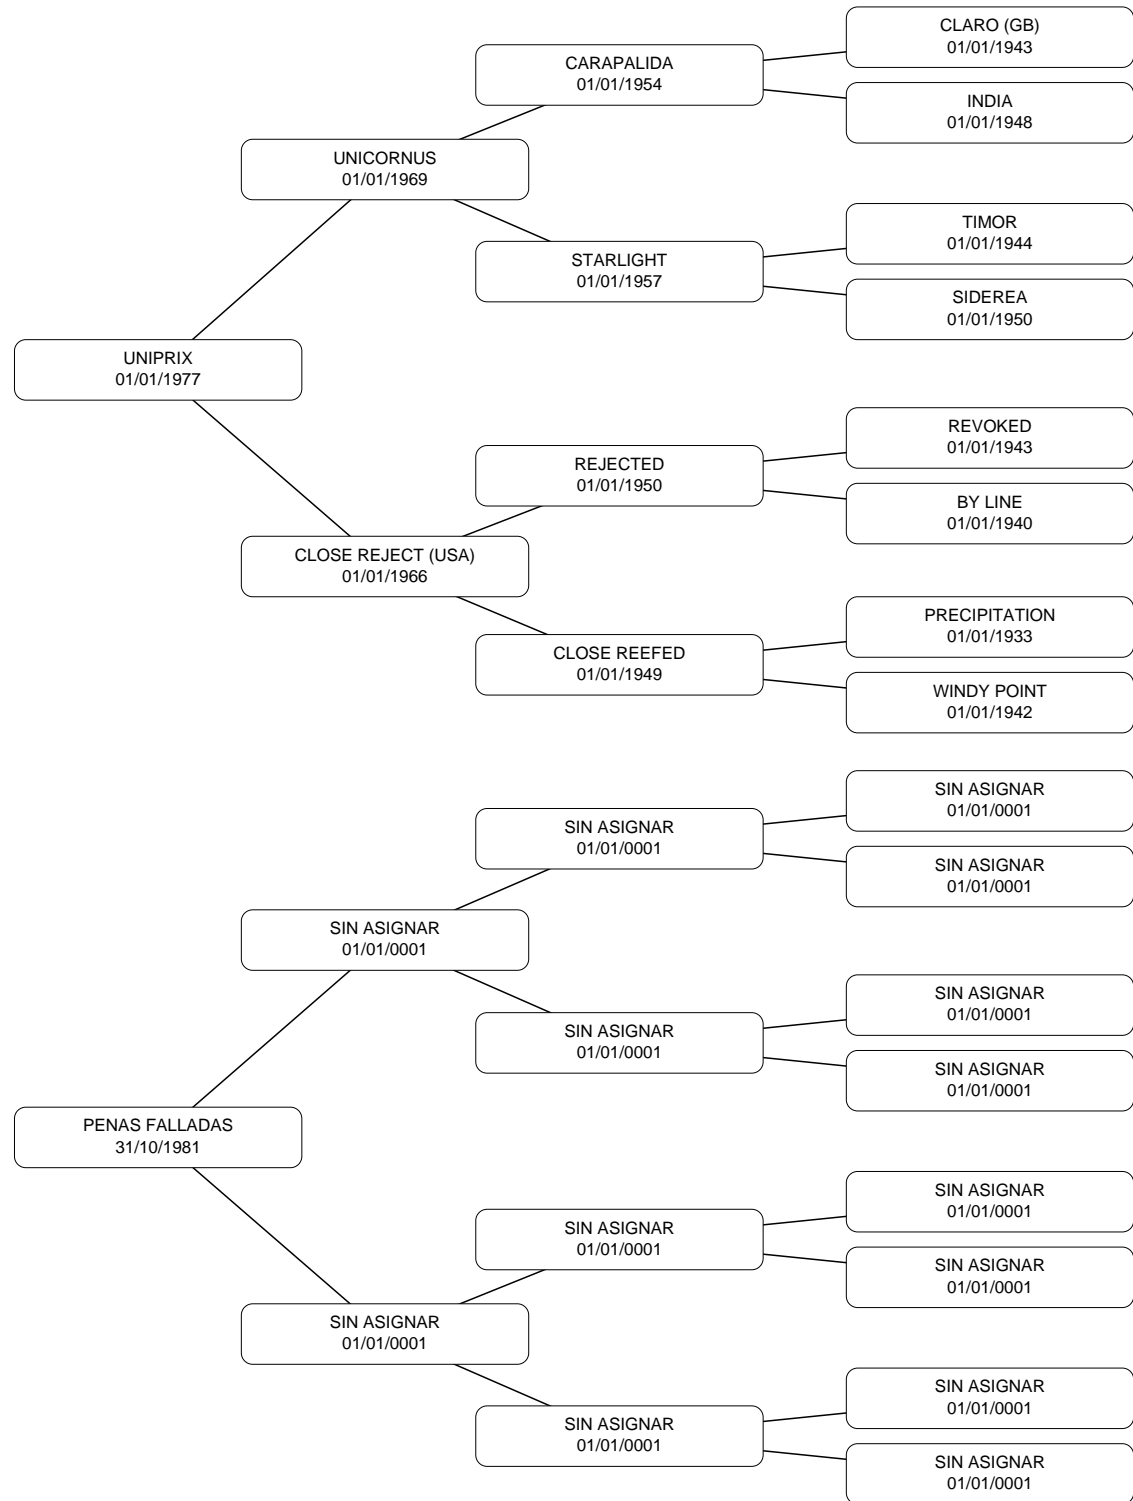 CLARO (GB)
01/01/1943
CARAPALIDA
01/01/1954
INDIA
01/01/1948
UNICORNUS
01/01/1969
TIMOR
01/01/1944
STARLIGHT
01/01/1957
SIDEREA
01/01/1950
UNIPRIX
01/01/1977
REVOKED
01/01/1943
REJECTED
01/01/1950
BY LINE
01/01/1940
CLOSE REJECT (USA)
01/01/1966
PRECIPITATION
01/01/1933
CLOSE REEFED
01/01/1949
WINDY POINT
01/01/1942
SIN ASIGNAR
01/01/0001
SIN ASIGNAR
01/01/0001
SIN ASIGNAR
01/01/0001
SIN ASIGNAR
01/01/0001
SIN ASIGNAR
01/01/0001
SIN ASIGNAR
01/01/0001
SIN ASIGNAR
01/01/0001
PENAS FALLADAS
31/10/1981
SIN ASIGNAR
01/01/0001
SIN ASIGNAR
01/01/0001
SIN ASIGNAR
01/01/0001
SIN ASIGNAR
01/01/0001
SIN ASIGNAR
01/01/0001
SIN ASIGNAR
01/01/0001
SIN ASIGNAR
01/01/0001